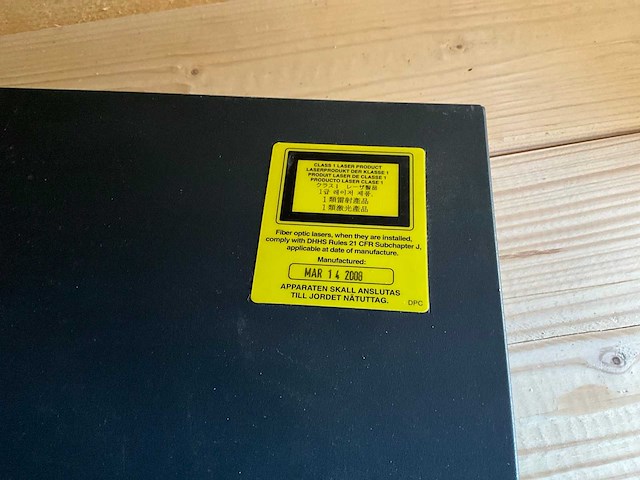 CLASS 1 LASER PRODUCT
LASERPRODUKT DER KLASSE 1
PRODUIT LASER DE CLASSE 1
PRODUCTO LASER CLASE 1
クラス1 レーザ製品
1급 레이저 제품.
1類雷射產品
1類激光產品
Fiber optic lasers, when they are installed,
comply with DHHS Rules 21 CFR Subchapter J,
applicable at date of manufacture.
Manufactured:
MAR 14 2008
APPARATEN SKALL ANSLUTAS
TILL JORDET NÄTUTTAG.
DPC